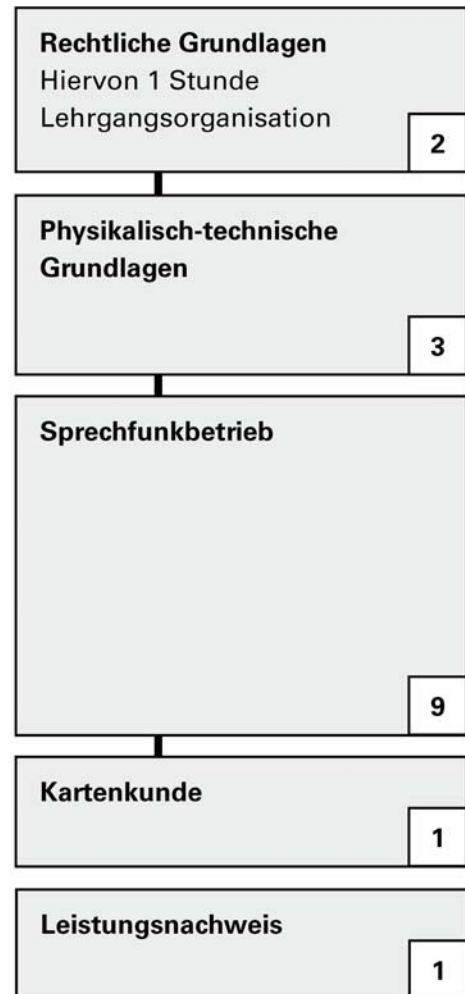 Rechtliche Grundlagen
Hiervon 1 Stunde
Lehrgangsorganisation
2
Physikalisch-technische
Grundlagen
3
Sprechfunkbetrieb
9
Kartenkunde
1
Leistungsnachweis
1